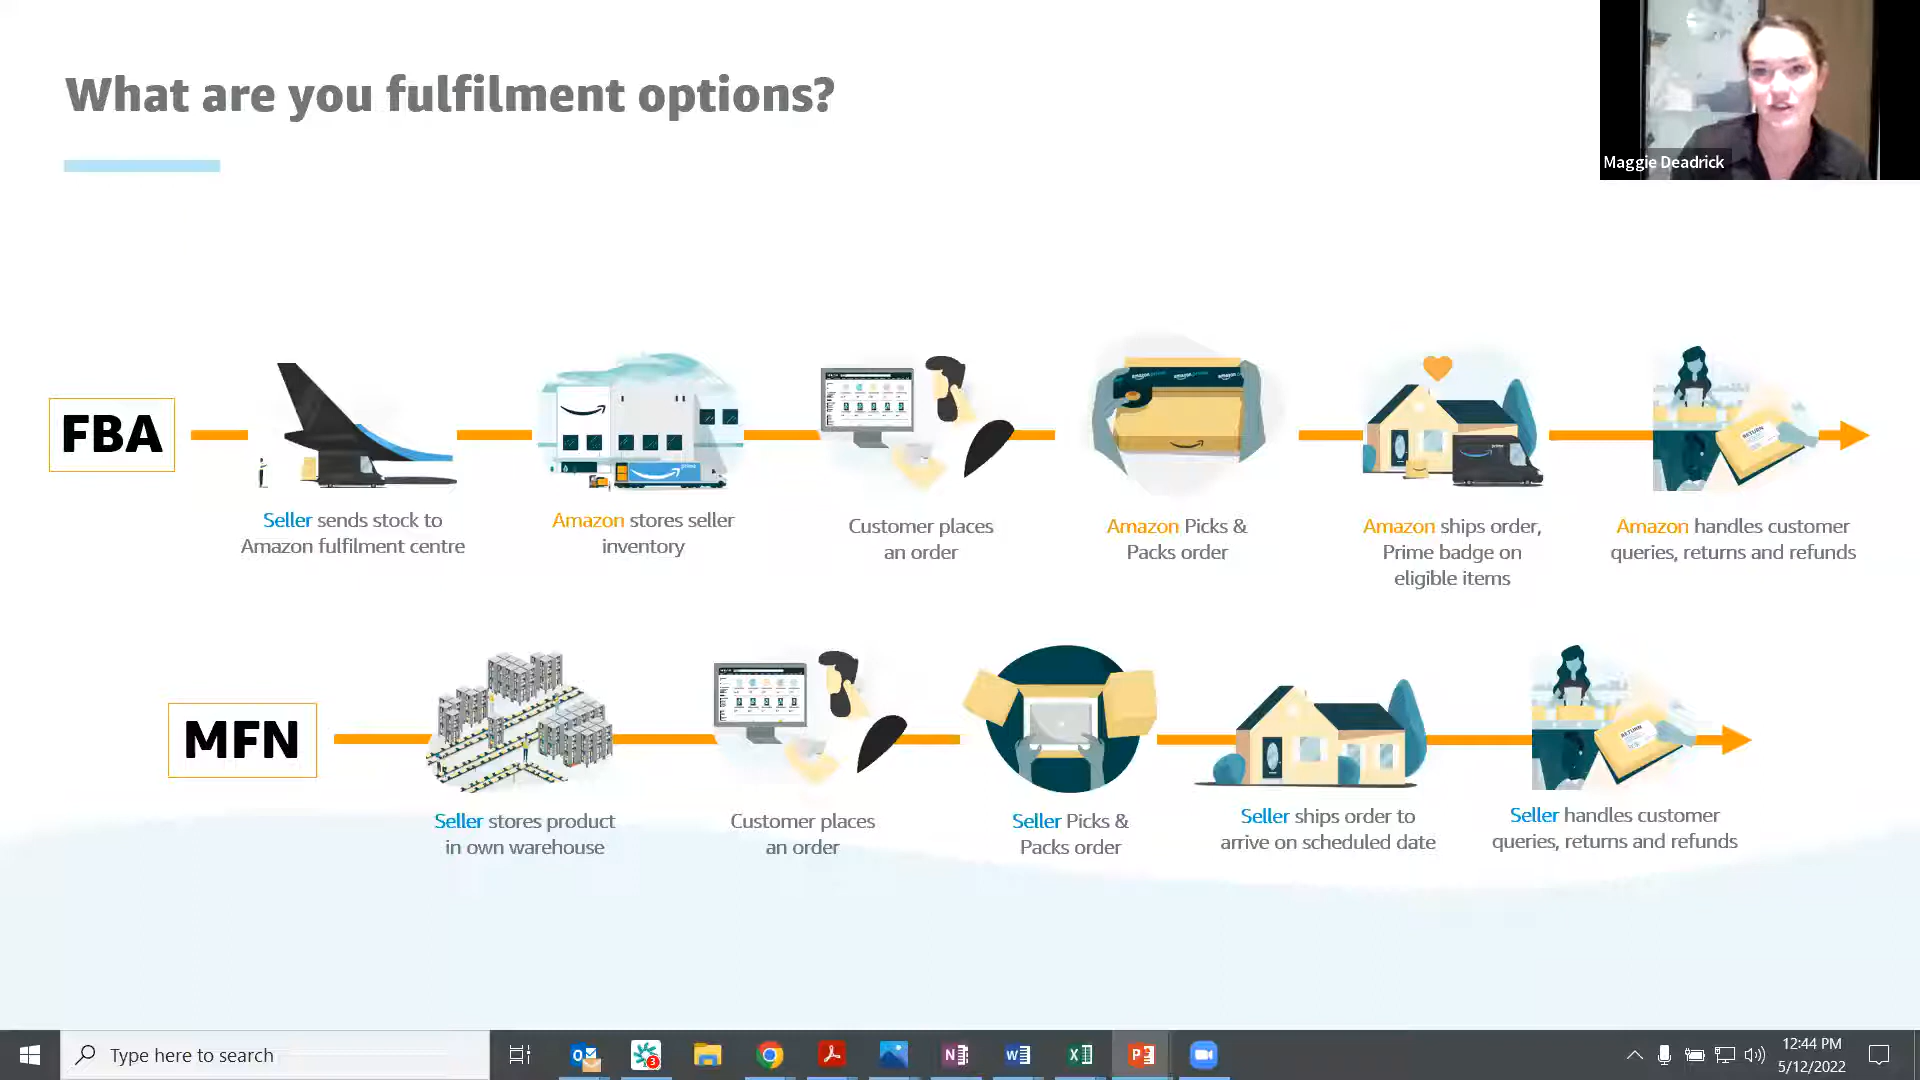 What are you fulfilment options?
Maggie Deadrick
FBA
Seller sends stock to
Amazon fulfilment centre
Amazon stores seller
inventory
Customer places
an order
Amazon Picks &
Packs order
Amazon ships order,
Prime badge on
eligible items
Amazon handles customer
queries, returns and refunds
MFN
Seller stores product
in own warehouse
Customer places
an order
Seller Picks &
Packs order
Seller ships order to
arrive on scheduled date
Seller handles customer
queries, returns and refunds
RETURN
RETURN
Type here to search
3
12:44 PM
5/12/2022